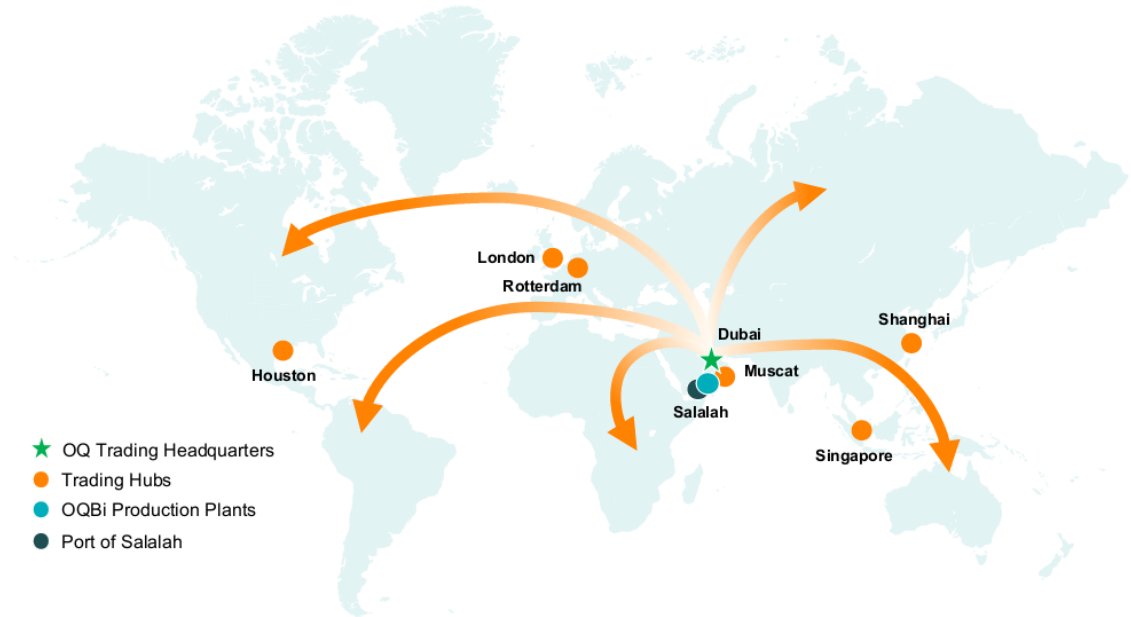 London
Rotterdam
Shanghai
Dubai
Houston
Muscat
Salalah
Singapore
OQ Trading Headquarters
Trading Hubs
OQBi Production Plants
Port of Salalah